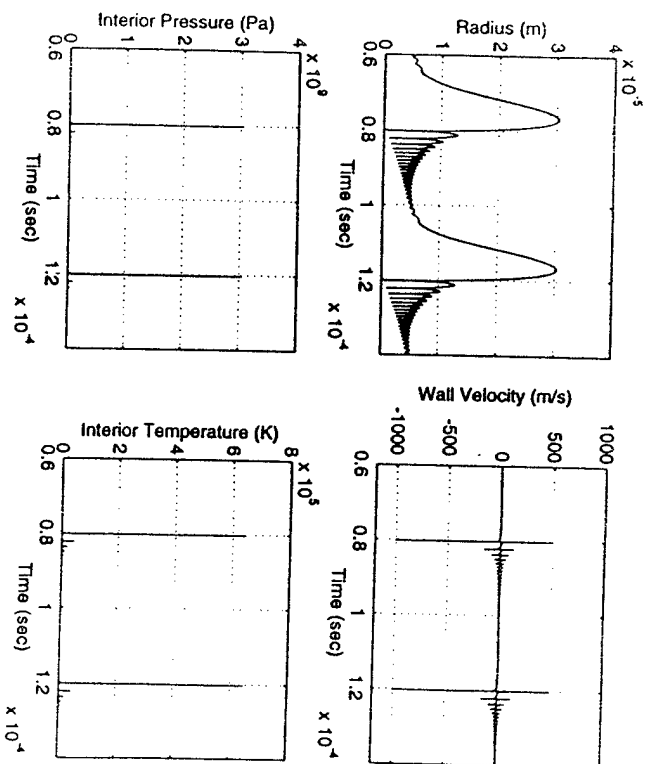 x 10⁻⁵
Radius (m)
4
3
2
1
0
0.6 0.8 1 1.2
Time (sec) x 10⁻⁴
Wall Velocity (m/s)
1000
500
0
-500
-1000
0.6 0.8 1 1.2
Time (sec) x 10⁻⁴
x 10⁹
Interior Pressure (Pa)
4
3
2
1
0
0.6 0.8 1 1.2
Time (sec) x 10⁻⁴
x 10⁵
Interior Temperature (K)
8
6
4
2
0
0.6 0.8 1 1.2
Time (sec) x 10⁻⁴